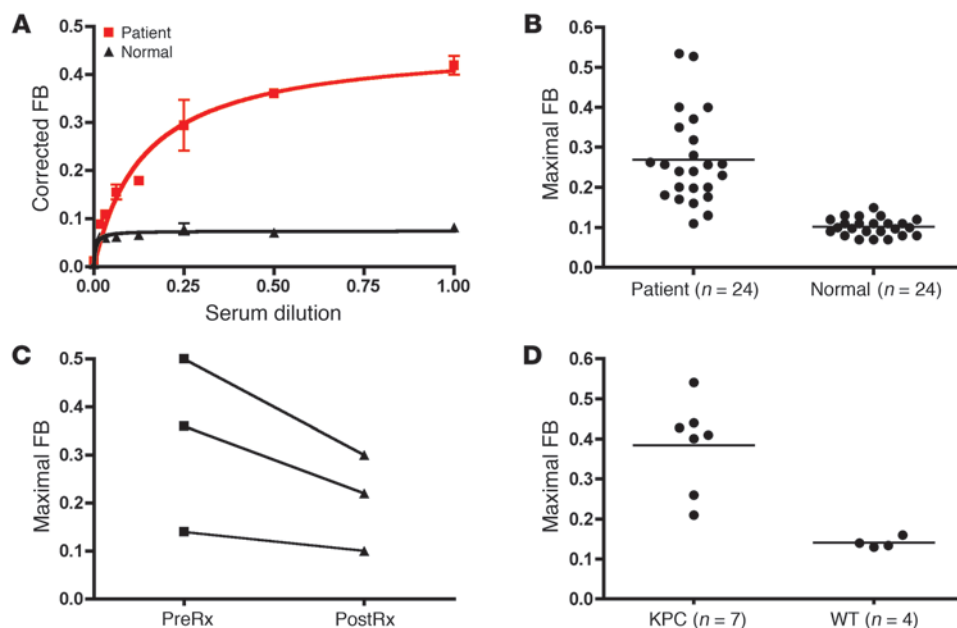 A
Patient
Normal
Corrected FB
0.5
0.4
0.3
0.2
0.1
0.0
0.00 0.25 0.50 0.75 1.00
Serum dilution
B
Maximal FB
0.6
0.5
0.4
0.3
0.2
0.1
0.0
Patient (n = 24) Normal (n = 24)
C
Maximal FB
0.5
0.4
0.3
0.2
0.1
0.0
PreRx PostRx
D
Maximal FB
0.6
0.5
0.4
0.3
0.2
0.1
0.0
KPC (n = 7) WT (n = 4)